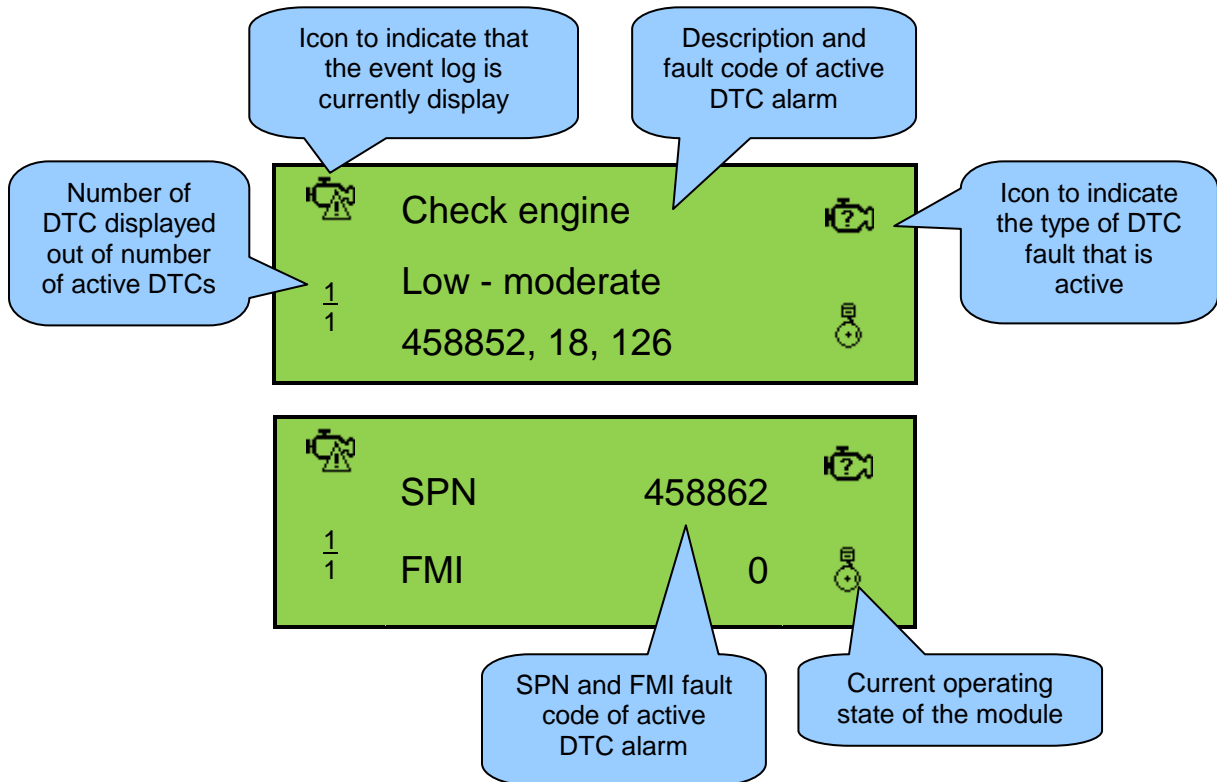 Icon to indicate that
the event log is
currently display
Description and
fault code of active
DTC alarm
Number of
DTC displayed
out of number
of active DTCs
Icon to indicate
the type of DTC
fault that is
active
Check engine
?
1
1
Low - moderate
458852, 18, 126
?
SPN 458862
1
1
FMI 0
SPN and FMI fault
code of active
DTC alarm
Current operating
state of the module